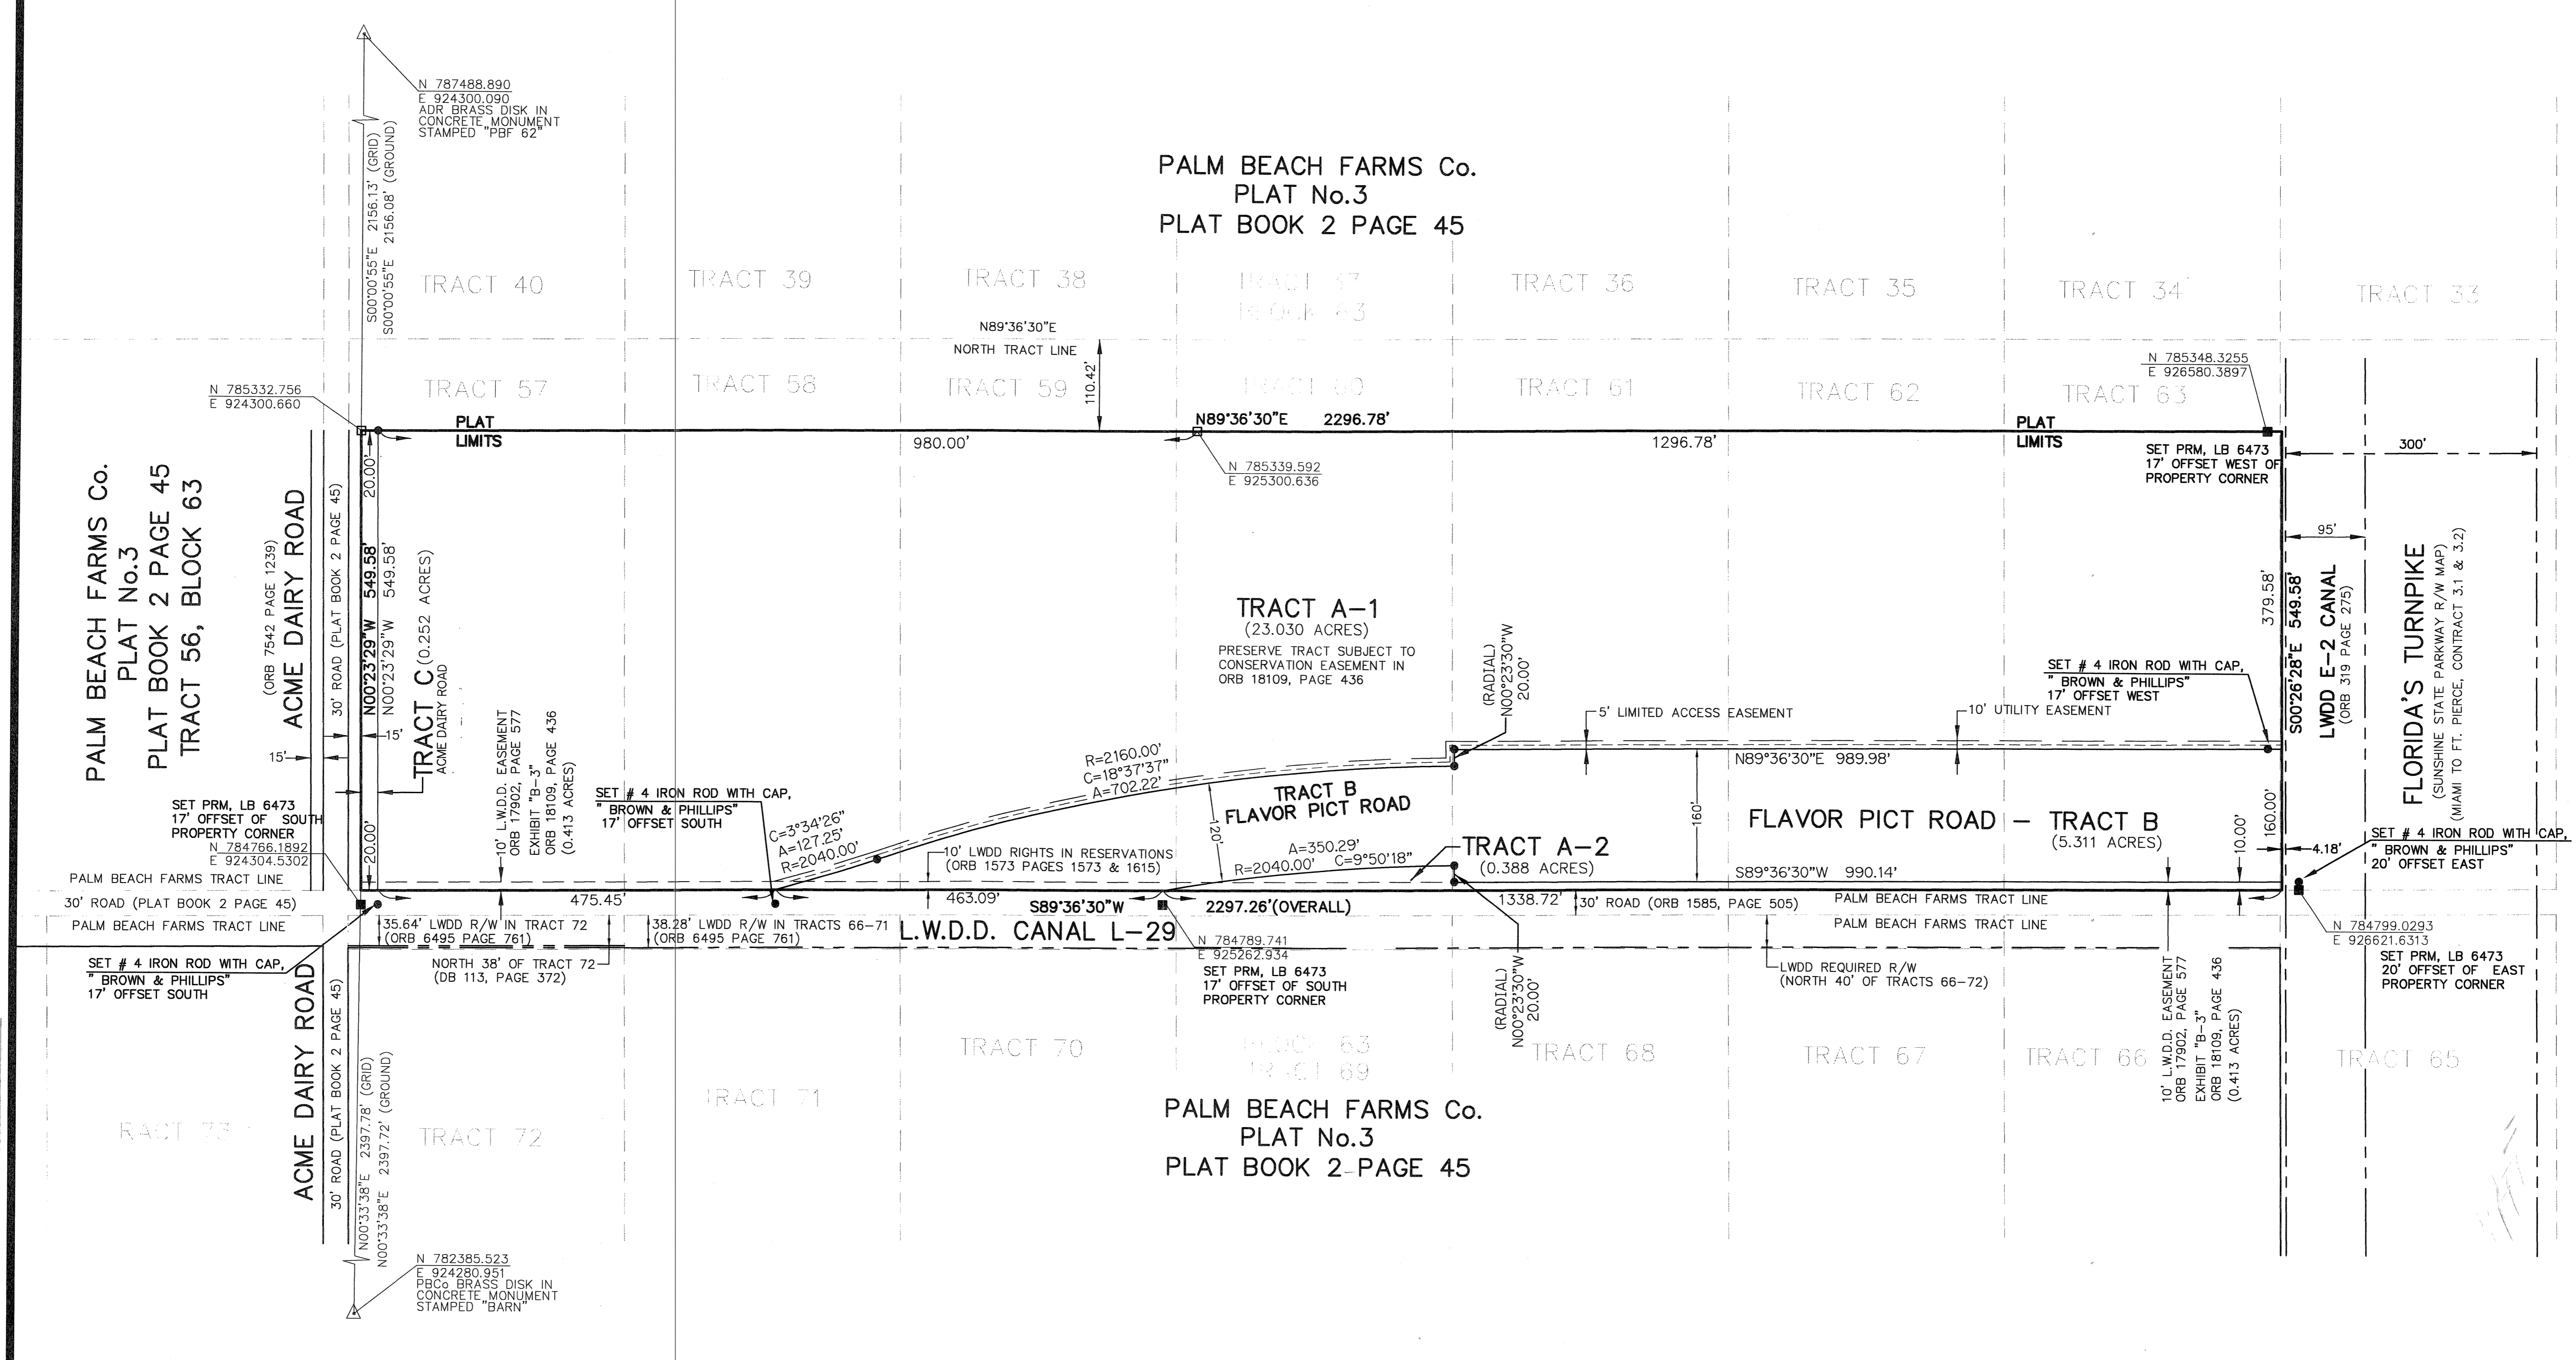 N 787488.890
E 924300.090
ADR BRASS DISK IN
CONCRETE MONUMENT
STAMPED "PBF 62"
S00°00'55"E 2156.13' (GRID)
S00°00'55"E 2156.08' (GROUND)
PALM BEACH FARMS Co.
PLAT No.3
PLAT BOOK 2 PAGE 45
TRACT 40
TRACT 39
TRACT 38
TRACT 37
BLOCK 63
TRACT 36
TRACT 35
TRACT 34
TRACT 33
N89°36'30"E
NORTH TRACT LINE
110.42'
TRACT 57
TRACT 58
TRACT 59
TRACT 60
TRACT 61
TRACT 62
TRACT 63
N 785332.756
E 924300.660
N 785348.3255
E 926580.3897
PLAT
LIMITS
980.00'
N89°36'30"E 2296.78'
1296.78'
PLAT
LIMITS
N 785339.592
E 925300.636
SET PRM, LB 6473
17' OFFSET WEST OF
PROPERTY CORNER
300'
95'
PALM BEACH FARMS Co.
PLAT No.3
PLAT BOOK 2 PAGE 45
TRACT 56, BLOCK 63
(ORB 7542 PAGE 1239)
ACME DAIRY ROAD
30' ROAD (PLAT BOOK 2 PAGE 45)
20.00'
N00°23'29"W 549.58'
N00°23'29"W 549.58'
TRACT C (0.252 ACRES)
ACME DAIRY ROAD
15'
15'
20.00'
TRACT A-1
(23.030 ACRES)
PRESERVE TRACT SUBJECT TO
CONSERVATION EASEMENT IN
ORB 18109, PAGE 436
(RADIAL)
N00°23'30"W
20.00'
5' LIMITED ACCESS EASEMENT
10' UTILITY EASEMENT
SET # 4 IRON ROD WITH CAP,
" BROWN & PHILLIPS"
17' OFFSET WEST
379.58'
S00°26'28"E 549.58'
LWDD E-2 CANAL
(ORB 319 PAGE 275)
FLORIDA'S TURNPIKE
(SUNSHINE STATE PARKWAY R/W MAP)
(MIAMI TO FT. PIERCE, CONTRACT 3.1 & 3.2)
10' L.W.D.D. EASEMENT
ORB 17902, PAGE 577
EXHIBIT "B-3"
ORB 18109, PAGE 436
(0.413 ACRES)
SET # 4 IRON ROD WITH CAP,
" BROWN & PHILLIPS"
17' OFFSET SOUTH
C=3°34'26"
A=127.25'
R=2040.00'
R=2160.00'
C=18°37'37"
A=702.22'
TRACT B
FLAVOR PICT ROAD
120'
N89°36'30"E 989.98'
160'
FLAVOR PICT ROAD - TRACT B
(5.311 ACRES)
10.00'
160.00'
4.18'
SET # 4 IRON ROD WITH CAP,
" BROWN & PHILLIPS"
20' OFFSET EAST
SET PRM, LB 6473
17' OFFSET OF SOUTH
PROPERTY CORNER
N 784766.1892
E 924304.5302
10' LWDD RIGHTS IN RESERVATIONS
(ORB 1573 PAGES 1573 & 1615)
A=350.29'
R=2040.00' C=9°50'18"
TRACT A-2
(0.388 ACRES)
S89°36'30"W 990.14'
PALM BEACH FARMS TRACT LINE
30' ROAD (PLAT BOOK 2 PAGE 45)
PALM BEACH FARMS TRACT LINE
475.45'
463.09'
S89°36'30"W 2297.26'(OVERALL)
1338.72'
30' ROAD (ORB 1585, PAGE 505)
PALM BEACH FARMS TRACT LINE
PALM BEACH FARMS TRACT LINE
35.64' LWDD R/W IN TRACT 72
(ORB 6495 PAGE 761)
38.28' LWDD R/W IN TRACTS 66-71
(ORB 6495 PAGE 761)
L.W.D.D. CANAL L-29
N 784789.741
E 925262.934
SET PRM, LB 6473
17' OFFSET OF SOUTH
PROPERTY CORNER
N 784799.0293
E 926621.6313
SET PRM, LB 6473
20' OFFSET OF EAST
PROPERTY CORNER
SET # 4 IRON ROD WITH CAP,
" BROWN & PHILLIPS"
17' OFFSET SOUTH
NORTH 38' OF TRACT 72
(DB 113, PAGE 372)
(RADIAL)
N00°23'30"W
20.00'
LWDD REQUIRED R/W
(NORTH 40' OF TRACTS 66-72)
10' L.W.D.D. EASEMENT
ORB 17902, PAGE 577
EXHIBIT "B-3"
ORB 18109, PAGE 436
(0.413 ACRES)
ACME DAIRY ROAD
30' ROAD (PLAT BOOK 2 PAGE 45)
N00°33'38"E 2397.78' (GRID)
N00°33'38"E 2397.72' (GROUND)
RACT 73
TRACT 72
TRACT 71
TRACT 70
BLOCK 63
TRACT 69
TRACT 68
TRACT 67
TRACT 66
TRACT 65
PALM BEACH FARMS Co.
PLAT No.3
PLAT BOOK 2 PAGE 45
N 782385.523
E 924280.951
PBCo BRASS DISK IN
CONCRETE MONUMENT
STAMPED "BARN"